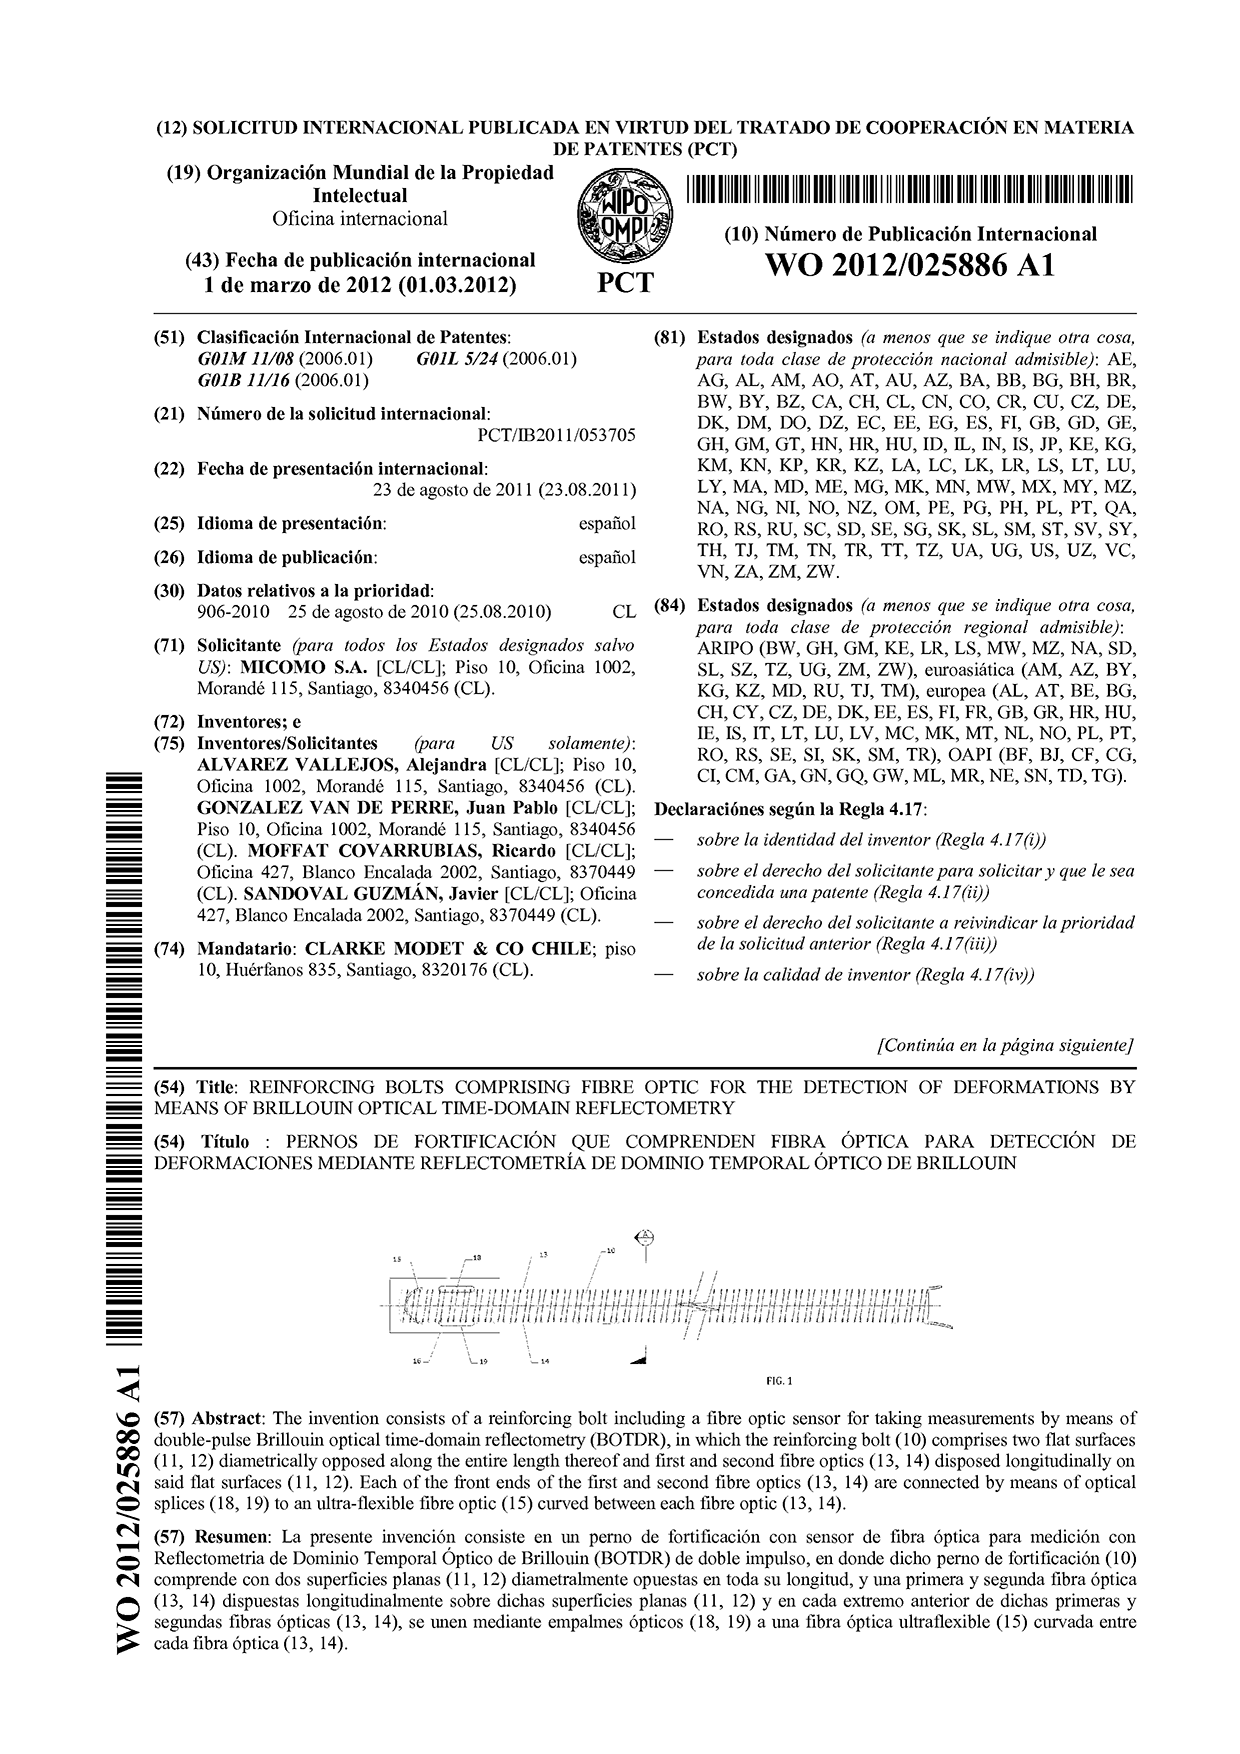 (12) SOLICITUD INTERNACIONAL PUBLICADA EN VIRTUD DEL TRATADO DE COOPERACIÓN EN MATERIA
DE PATENTES (PCT)
(19) Organización Mundial de la Propiedad
Intelectual
Oficina internacional
(43) Fecha de publicación internacional
1 de marzo de 2012 (01.03.2012)
WIPO
OMPI
PCT
(10) Número de Publicación Internacional
WO 2012/025886 A1
(51) Clasificación Internacional de Patentes:
G01M 11/08 (2006.01) G01L 5/24 (2006.01)
G01B 11/16 (2006.01)
(21) Número de la solicitud internacional:
PCT/IB2011/053705
(22) Fecha de presentación internacional:
23 de agosto de 2011 (23.08.2011)
(25) Idioma de presentación: español
(26) Idioma de publicación: español
(30) Datos relativos a la prioridad:
906-2010 25 de agosto de 2010 (25.08.2010) CL
(71) Solicitante (para todos los Estados designados salvo
US): MICOMO S.A. [CL/CL]; Piso 10, Oficina 1002,
Morandé 115, Santiago, 8340456 (CL).
(72) Inventores; e
(75) Inventores/Solicitantes (para US solamente):
ALVAREZ VALLEJOS, Alejandra [CL/CL]; Piso 10,
Oficina 1002, Morandé 115, Santiago, 8340456 (CL).
GONZALEZ VAN DE PERRE, Juan Pablo [CL/CL];
Piso 10, Oficina 1002, Morandé 115, Santiago, 8340456
(CL). MOFFAT COVARRUBIAS, Ricardo [CL/CL];
Oficina 427, Blanco Encalada 2002, Santiago, 8370449
(CL). SANDOVAL GUZMÁN, Javier [CL/CL]; Oficina
427, Blanco Encalada 2002, Santiago, 8370449 (CL).
(74) Mandatario: CLARKE MODET & CO CHILE; piso
10, Huérfanos 835, Santiago, 8320176 (CL).
(81) Estados designados (a menos que se indique otra cosa,
para toda clase de protección nacional admisible): AE,
AG, AL, AM, AO, AT, AU, AZ, BA, BB, BG, BH, BR,
BW, BY, BZ, CA, CH, CL, CN, CO, CR, CU, CZ, DE,
DK, DM, DO, DZ, EC, EE, EG, ES, FI, GB, GD, GE,
GH, GM, GT, HN, HR, HU, ID, IL, IN, IS, JP, KE, KG,
KM, KN, KP, KR, KZ, LA, LC, LK, LR, LS, LT, LU,
LY, MA, MD, ME, MG, MK, MN, MW, MX, MY, MZ,
NA, NG, NI, NO, NZ, OM, PE, PG, PH, PL, PT, QA,
RO, RS, RU, SC, SD, SE, SG, SK, SL, SM, ST, SV, SY,
TH, TJ, TM, TN, TR, TT, TZ, UA, UG, US, UZ, VC,
VN, ZA, ZM, ZW.
(84) Estados designados (a menos que se indique otra cosa,
para toda clase de protección regional admisible):
ARIPO (BW, GH, GM, KE, LR, LS, MW, MZ, NA, SD,
SL, SZ, TZ, UG, ZM, ZW), euroasiática (AM, AZ, BY,
KG, KZ, MD, RU, TJ, TM), europea (AL, AT, BE, BG,
CH, CY, CZ, DE, DK, EE, ES, FI, FR, GB, GR, HR, HU,
IE, IS, IT, LT, LU, LV, MC, MK, MT, NL, NO, PL, PT,
RO, RS, SE, SI, SK, SM, TR), OAPI (BF, BJ, CF, CG,
CI, CM, GA, GN, GQ, GW, ML, MR, NE, SN, TD, TG).
Declaraciónes según la Regla 4.17:
— sobre la identidad del inventor (Regla 4.17(i))
— sobre el derecho del solicitante para solicitar y que le sea
concedida una patente (Regla 4.17(ii))
— sobre el derecho del solicitante a reivindicar la prioridad
de la solicitud anterior (Regla 4.17(iii))
— sobre la calidad de inventor (Regla 4.17(iv))
[Continúa en la página siguiente]
(54) Title: REINFORCING BOLTS COMPRISING FIBRE OPTIC FOR THE DETECTION OF DEFORMATIONS BY
MEANS OF BRILLOUIN OPTICAL TIME-DOMAIN REFLECTOMETRY
(54) Título : PERNOS DE FORTIFICACIÓN QUE COMPRENDEN FIBRA ÓPTICA PARA DETECCIÓN DE
DEFORMACIONES MEDIANTE REFLECTOMETRÍA DE DOMINIO TEMPORAL ÓPTICO DE BRILLOUIN
15 18 13 10 A
16 19 14
FIG. 1
(57) Abstract: The invention consists of a reinforcing bolt including a fibre optic sensor for taking measurements by means of
double-pulse Brillouin optical time-domain reflectometry (BOTDR), in which the reinforcing bolt (10) comprises two flat surfaces
(11, 12) diametrically opposed along the entire length thereof and first and second fibre optics (13, 14) disposed longitudinally on
said flat surfaces (11, 12). Each of the front ends of the first and second fibre optics (13, 14) are connected by means of optical
splices (18, 19) to an ultra-flexible fibre optic (15) curved between each fibre optic (13, 14).
(57) Resumen: La presente invención consiste en un perno de fortificación con sensor de fibra óptica para medición con
Reflectometria de Dominio Temporal Óptico de Brillouin (BOTDR) de doble impulso, en donde dicho perno de fortificación (10)
comprende con dos superficies planas (11, 12) diametralmente opuestas en toda su longitud, y una primera y segunda fibra óptica
(13, 14) dispuestas longitudinalmente sobre dichas superficies planas (11, 12) y en cada extremo anterior de dichas primeras y
segundas fibras ópticas (13, 14), se unen mediante empalmes ópticos (18, 19) a una fibra óptica ultraflexible (15) curvada entre
cada fibra óptica (13, 14).
WO 2012/025886 A1